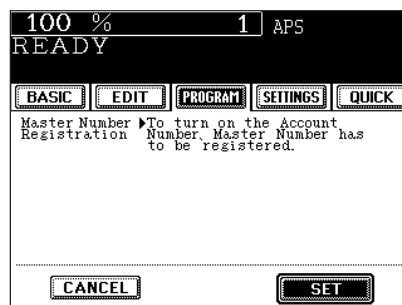 100 % 1 APS
READY
BASIC EDIT PROGRAM SETTINGS QUICK
Master Number ▶To turn on the Account
Registration Number, Master Number has
to be registered.
CANCEL SET